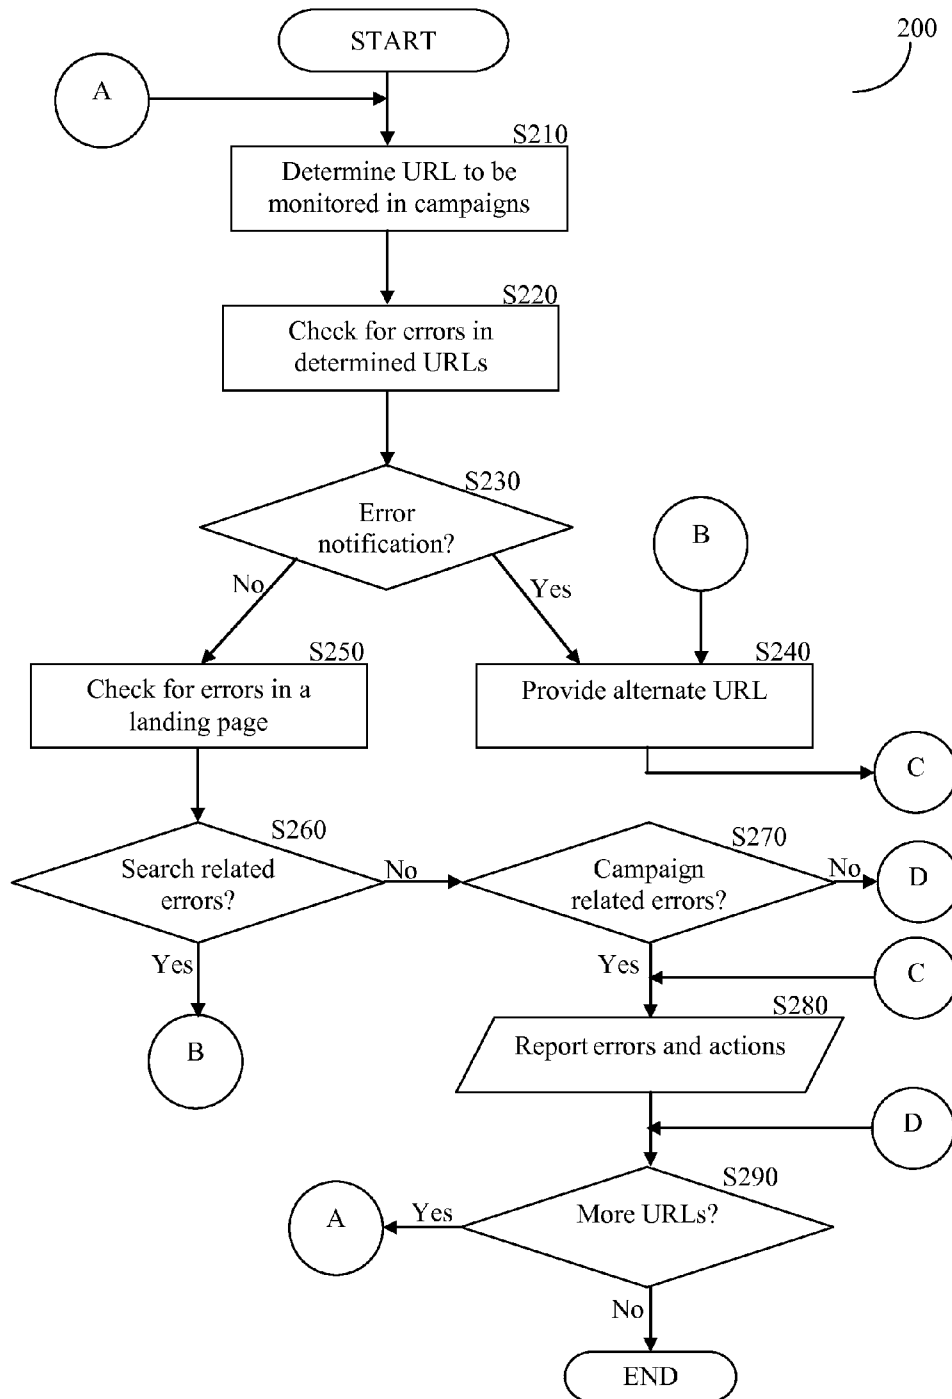 200
START
A
S210
Determine URL to be
monitored in campaigns
S220
Check for errors in
determined URLs
S230
Error
notification?
No
Yes
B
S250
Check for errors in a
landing page
S240
Provide alternate URL
C
S260
Search related
errors?
No
S270
Campaign
related errors?
No
D
Yes
B
Yes
C
S280
Report errors and actions
D
S290
More URLs?
Yes
A
No
END